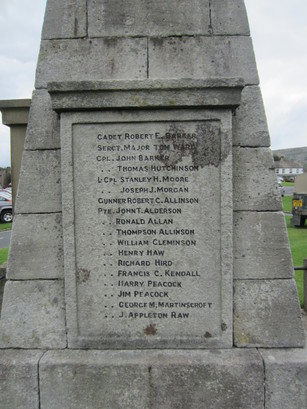 CADET ROBERT E. BARKER
SERGT. MAJOR TOM WARD
CPL. JOHN BARKER
.. THOMAS HUTCHINSON
L/CPL STANLEY H. MOORE
.. JOSEPH J. MORGAN
GUNNER ROBERT C. ALLINSON
PTE. JOHN T. ALDERSON
.. RONALD ALLAN
.. THOMPSON ALLINSON
.. WILLIAM CLEMINSON
.. HENRY HAW
.. RICHARD HIRD
.. FRANCIS C. KENDALL
.. HARRY PEACOCK
.. JIM PEACOCK
.. GEORGE W. MARTINSCROFT
.. J. APPLETON RAW